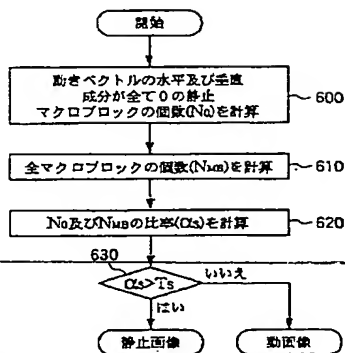 開始
動きベクトルの水平及び垂直
成分が全て0の静止
マクロブロックの個数(N0)を計算
600
全マクロブロックの個数(NMB)を計算
610
N0及びNMBの比率(αs)を計算
620
630
αs>Ts
いいえ
はい
静止画像
動画像